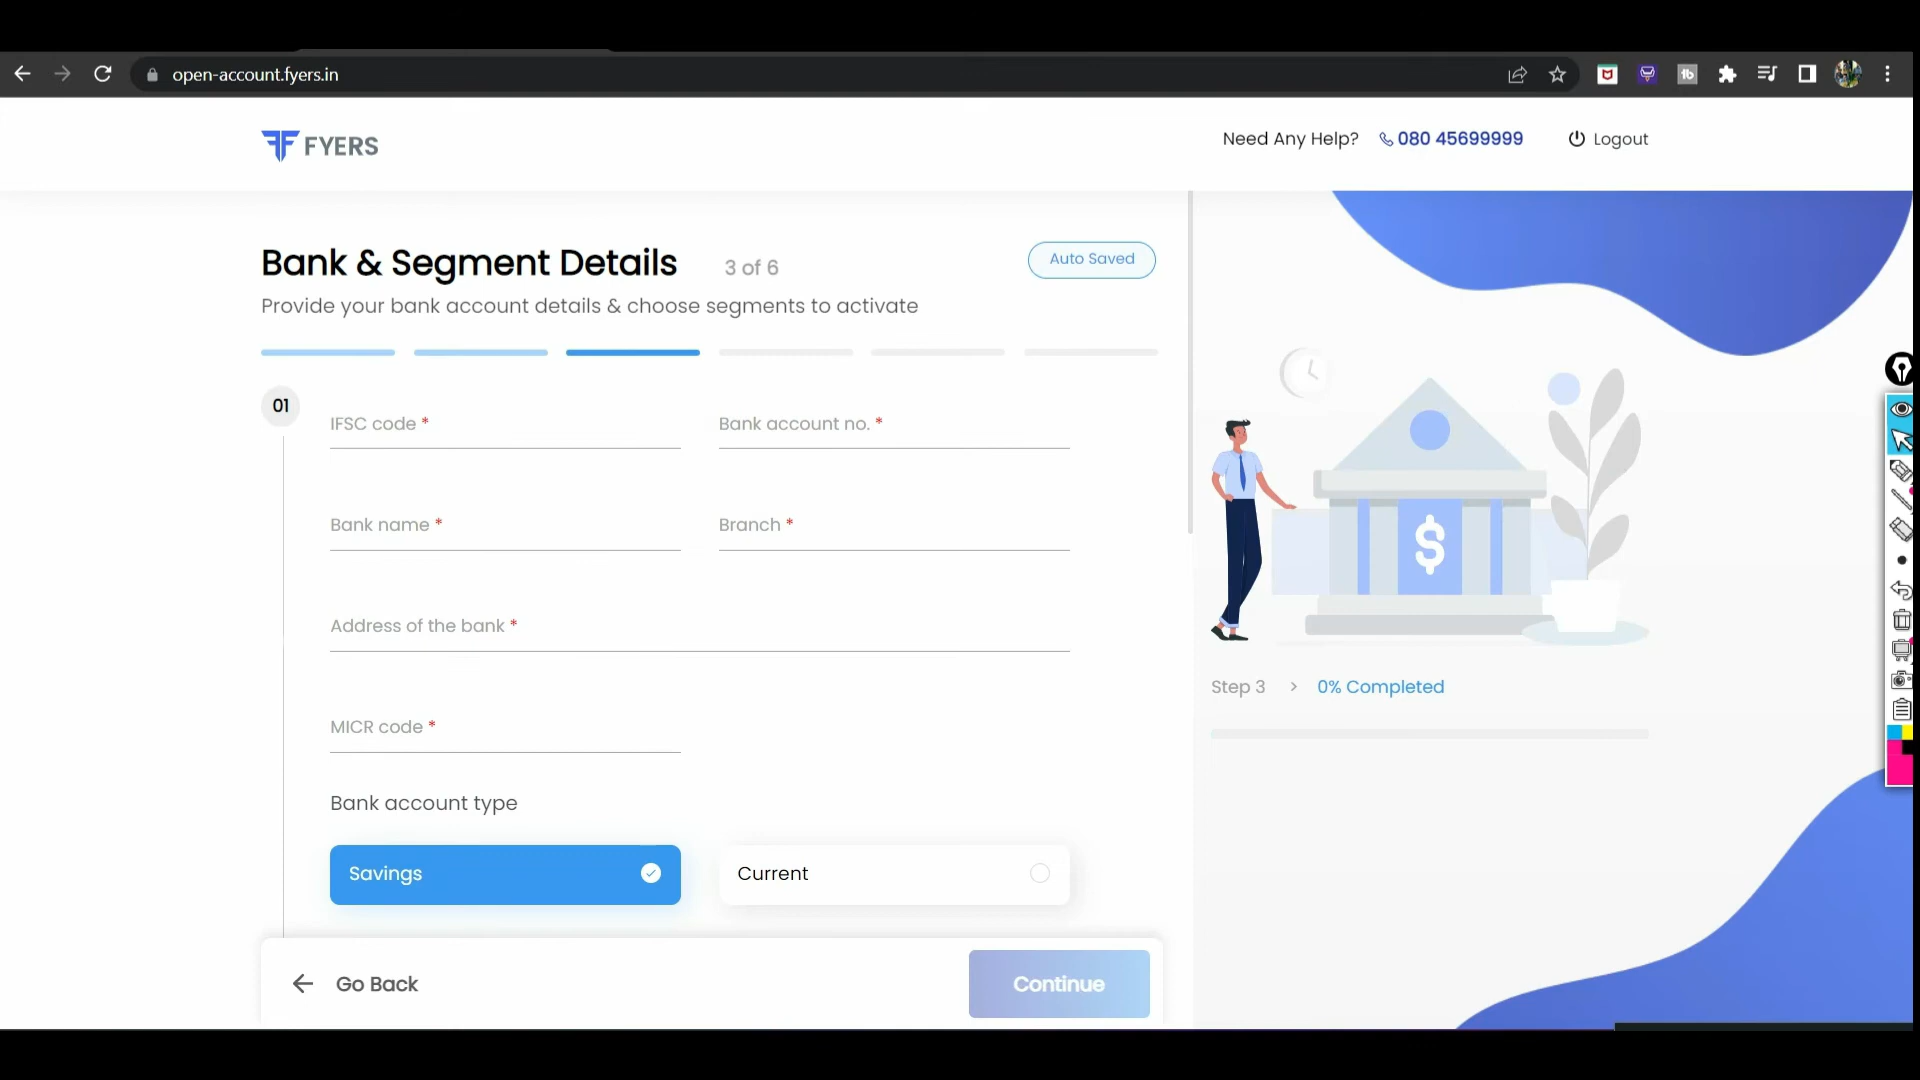 open-account.fyers.in
FYERS
Need Any Help? 080 45699999 Logout
Bank & Segment Details 3 of 6
Auto Saved
Provide your bank account details & choose segments to activate
01
IFSC code *
Bank account no. *
Bank name *
Branch *
Address of the bank *
MICR code *
Bank account type
Savings
Current
Go Back
Continue
$
Step 3 > 0% Completed